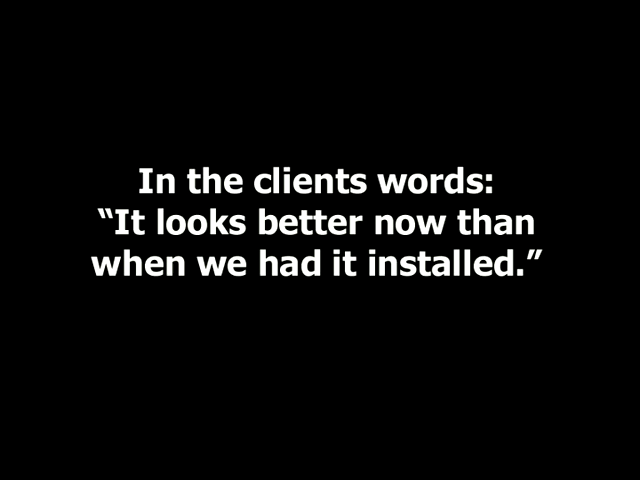 In the clients words:
“It looks better now than
when we had it installed.”